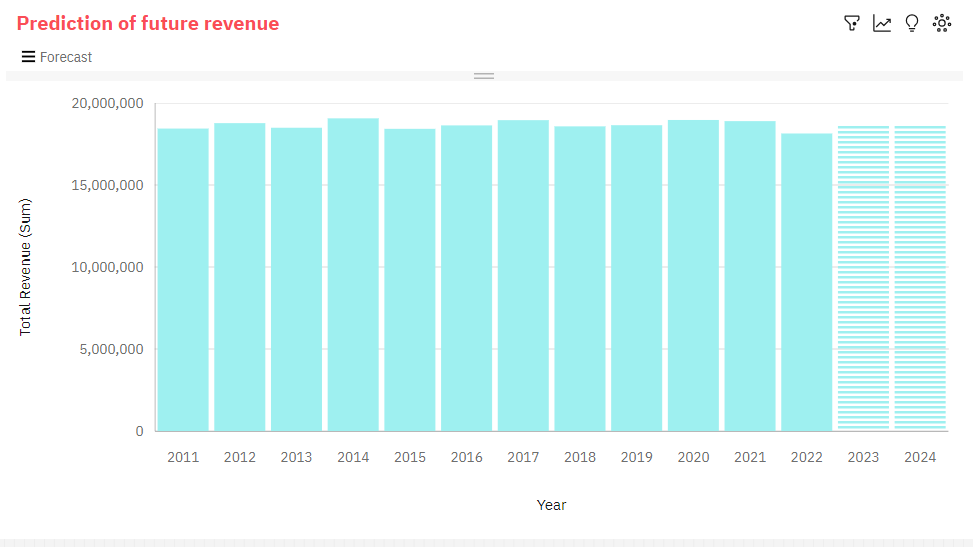 Prediction of future revenue
Forecast
Total Revenue (Sum)
20,000,000
15,000,000
10,000,000
5,000,000
0
2011 2012 2013 2014 2015 2016 2017 2018 2019 2020 2021 2022 2023 2024
Year